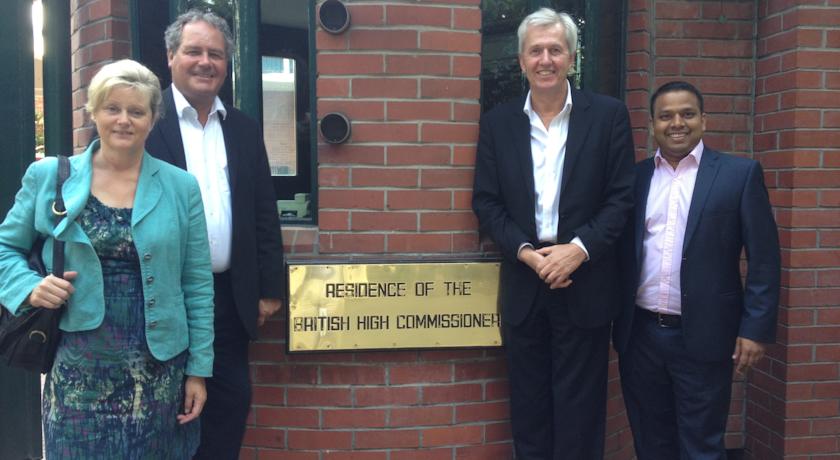 RESIDENCE OF THE
BRITISH HIGH COMMISSIONER